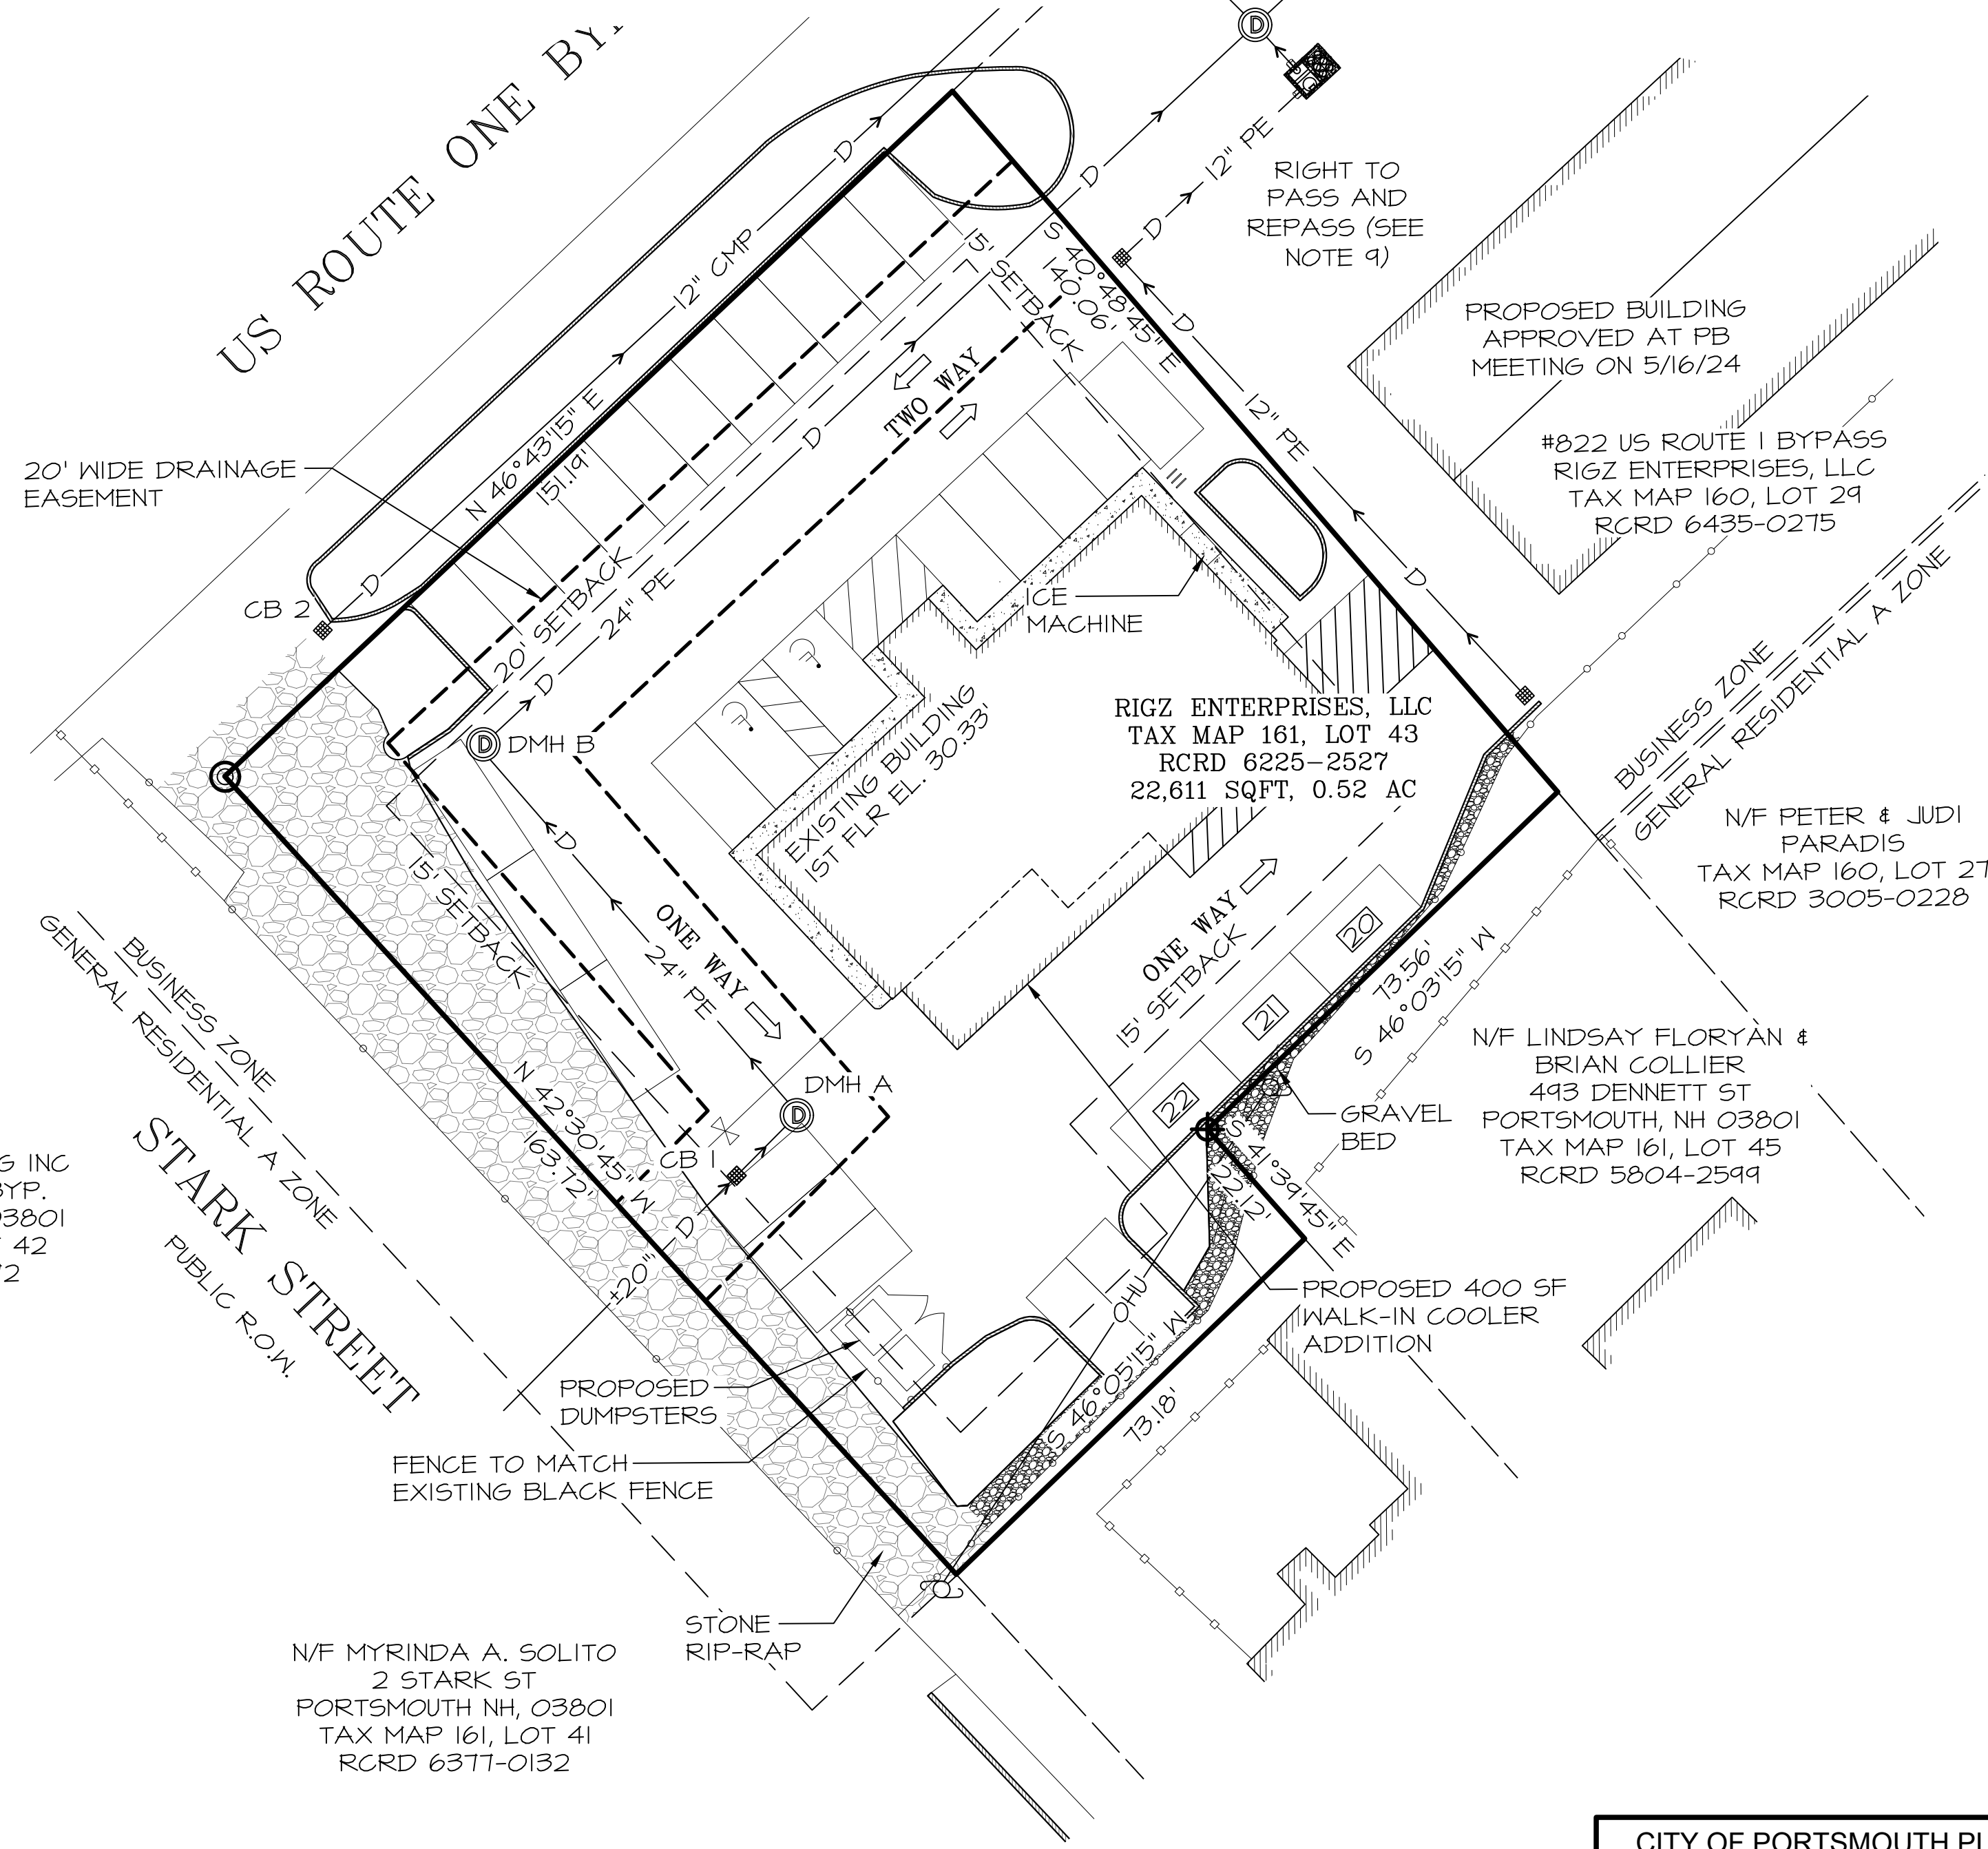 US ROUTE ONE
RIGHT TO
PASS AND
REPASS (SEE
NOTE 9)
PROPOSED BUILDING
APPROVED AT PB
MEETING ON 5/16/24
#822 US ROUTE 1 BYPASS
RIGZ ENTERPRISES, LLC
TAX MAP 160, LOT 29
RCRD 6435-0275
D
D
D
12" PE
12" CMP
S 40°48'45" E
140.06'
15' SETBACK
D
12" PE
D
TWO WAY
D
N 46°43'15" E
151.19'
20' WIDE DRAINAGE
EASEMENT
20' SETBACK
24" PE
D
D
CB 2
D
DMH B
ICE
MACHINE
EXISTING BUILDING
1ST FLR EL. 30.33'
RIGZ ENTERPRISES, LLC
TAX MAP 161, LOT 43
RCRD 6225-2527
22,611 SQFT, 0.52 AC
BUSINESS ZONE
GENERAL RESIDENTIAL A ZONE
N/F PETER & JUDI
PARADIS
TAX MAP 160, LOT 27
RCRD 3005-0228
D
15' SETBACK
ONE WAY
24" PE
ONE WAY
15' SETBACK
20
21
22
73.56'
S 46°03'15" W
N/F LINDSAY FLORYAN &
BRIAN COLLIER
493 DENNETT ST
PORTSMOUTH, NH 03801
TAX MAP 161, LOT 45
RCRD 5804-2599
BUSINESS ZONE
GENERAL RESIDENTIAL A ZONE
STARK STREET
PUBLIC R.O.W.
G INC
BYP.
03801
42
2
N 42°30'45" W
163.72'
DMH A
D
CB 1
D
±20'
GRAVEL
BED
S 41°39'45" E
22.12'
OHU
PROPOSED 400 SF
WALK-IN COOLER
ADDITION
S 46°05'15" W
73.18'
PROPOSED
DUMPSTERS
FENCE TO MATCH
EXISTING BLACK FENCE
STONE
RIP-RAP
N/F MYRINDA A. SOLITO
2 STARK ST
PORTSMOUTH NH, 03801
TAX MAP 161, LOT 41
RCRD 6377-0132
CITY OF PORTSMOUTH